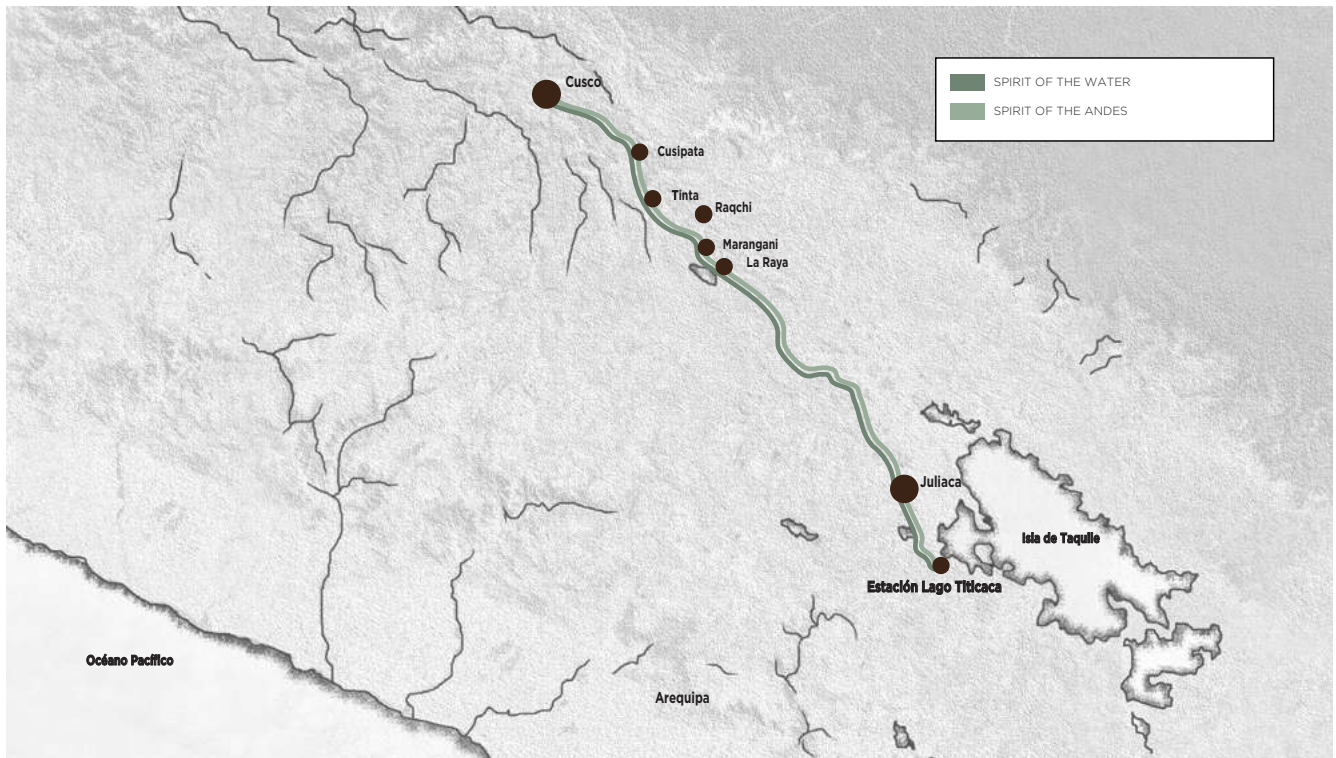 Cusco
SPIRIT OF THE WATER
SPIRIT OF THE ANDES
Cusipata
Tinta
Raqchi
Marangani
La Raya
Juliaca
Isla de Taquile
Estación Lago Titicaca
Océano Pacífico
Arequipa